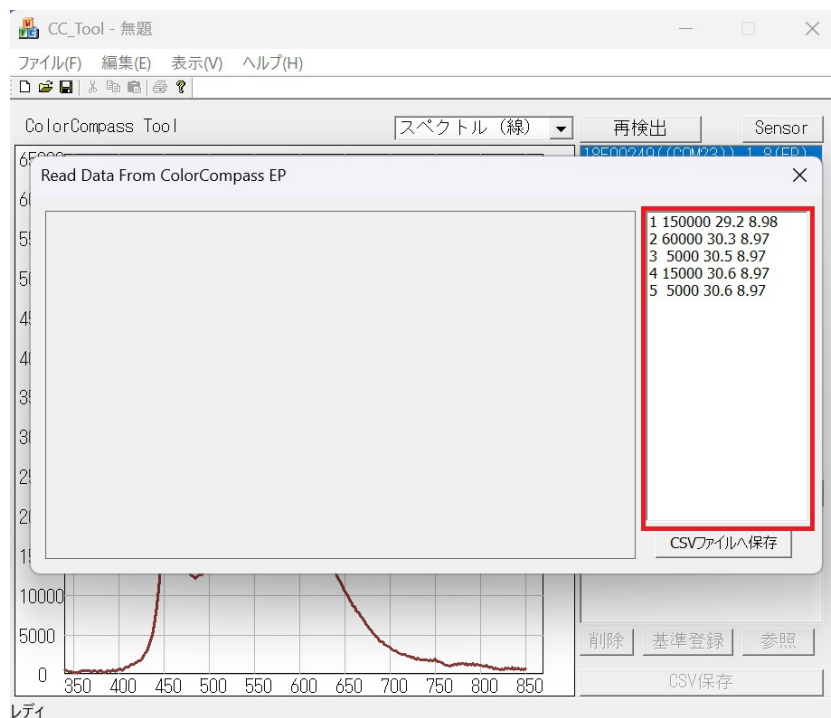 CC_Tool - 無題
ファイル(F) 編集(E) 表示(V) ヘルプ(H)
ColorCompass Tool
スペクトル (線)
再検出
Sensor
Read Data From ColorCompass EP
1 150000 29.2 8.98
2 60000 30.3 8.97
3 5000 30.5 8.97
4 15000 30.6 8.97
5 5000 30.6 8.97
CSVファイルへ保存
10000
5000
0
350 400 450 500 550 600 650 700 750 800 850
削除 基準登録 参照
CSV保存
レディ